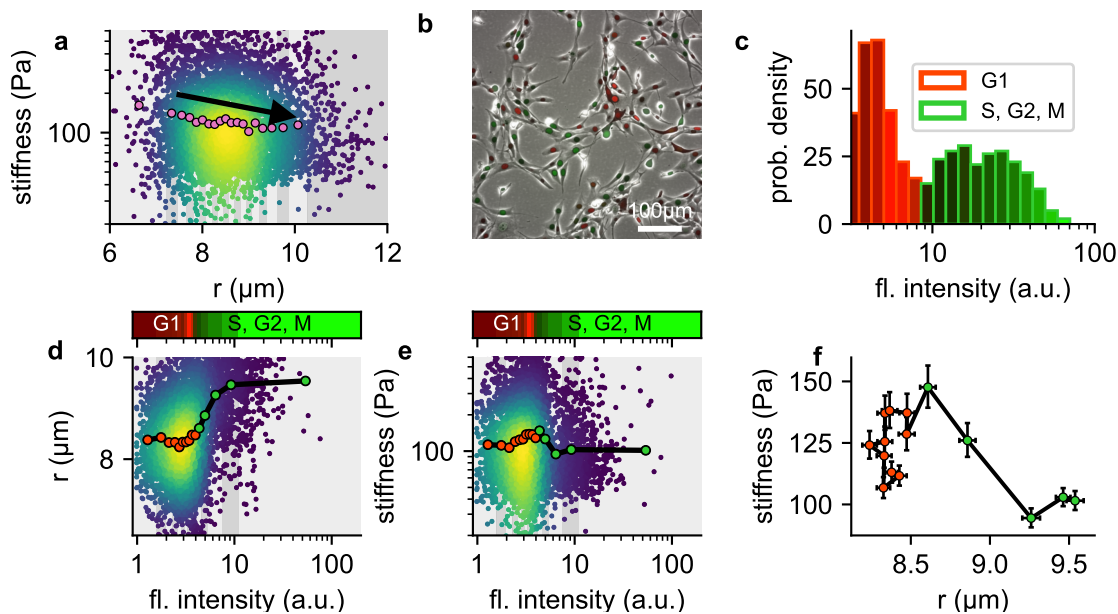 a
stiffness (Pa)
100
6
8
10
12
r (µm)
b
100µm
c
prob. density
50
25
0
G1
S, G2, M
10
100
fl. intensity (a.u.)
G1
S, G2, M
d
r (µm)
10
8
1
10
100
fl. intensity (a.u.)
G1
S, G2, M
e
stiffness (Pa)
100
1
10
100
fl. intensity (a.u.)
f
stiffness (Pa)
150
125
100
8.5
9.0
9.5
r (µm)